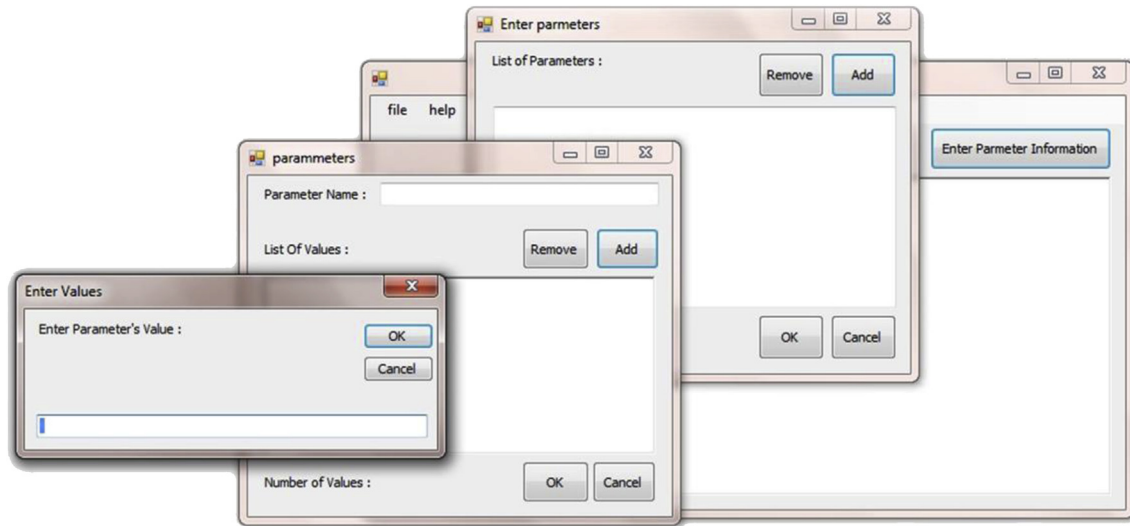 Enter parmeters
List of Parameters :
Remove
Add
file help
Enter Parmeter Information
parammeters
Parameter Name :
List Of Values :
Remove
Add
OK
Cancel
Enter Values
Enter Parameter's Value :
OK
Cancel
Number of Values :
OK
Cancel